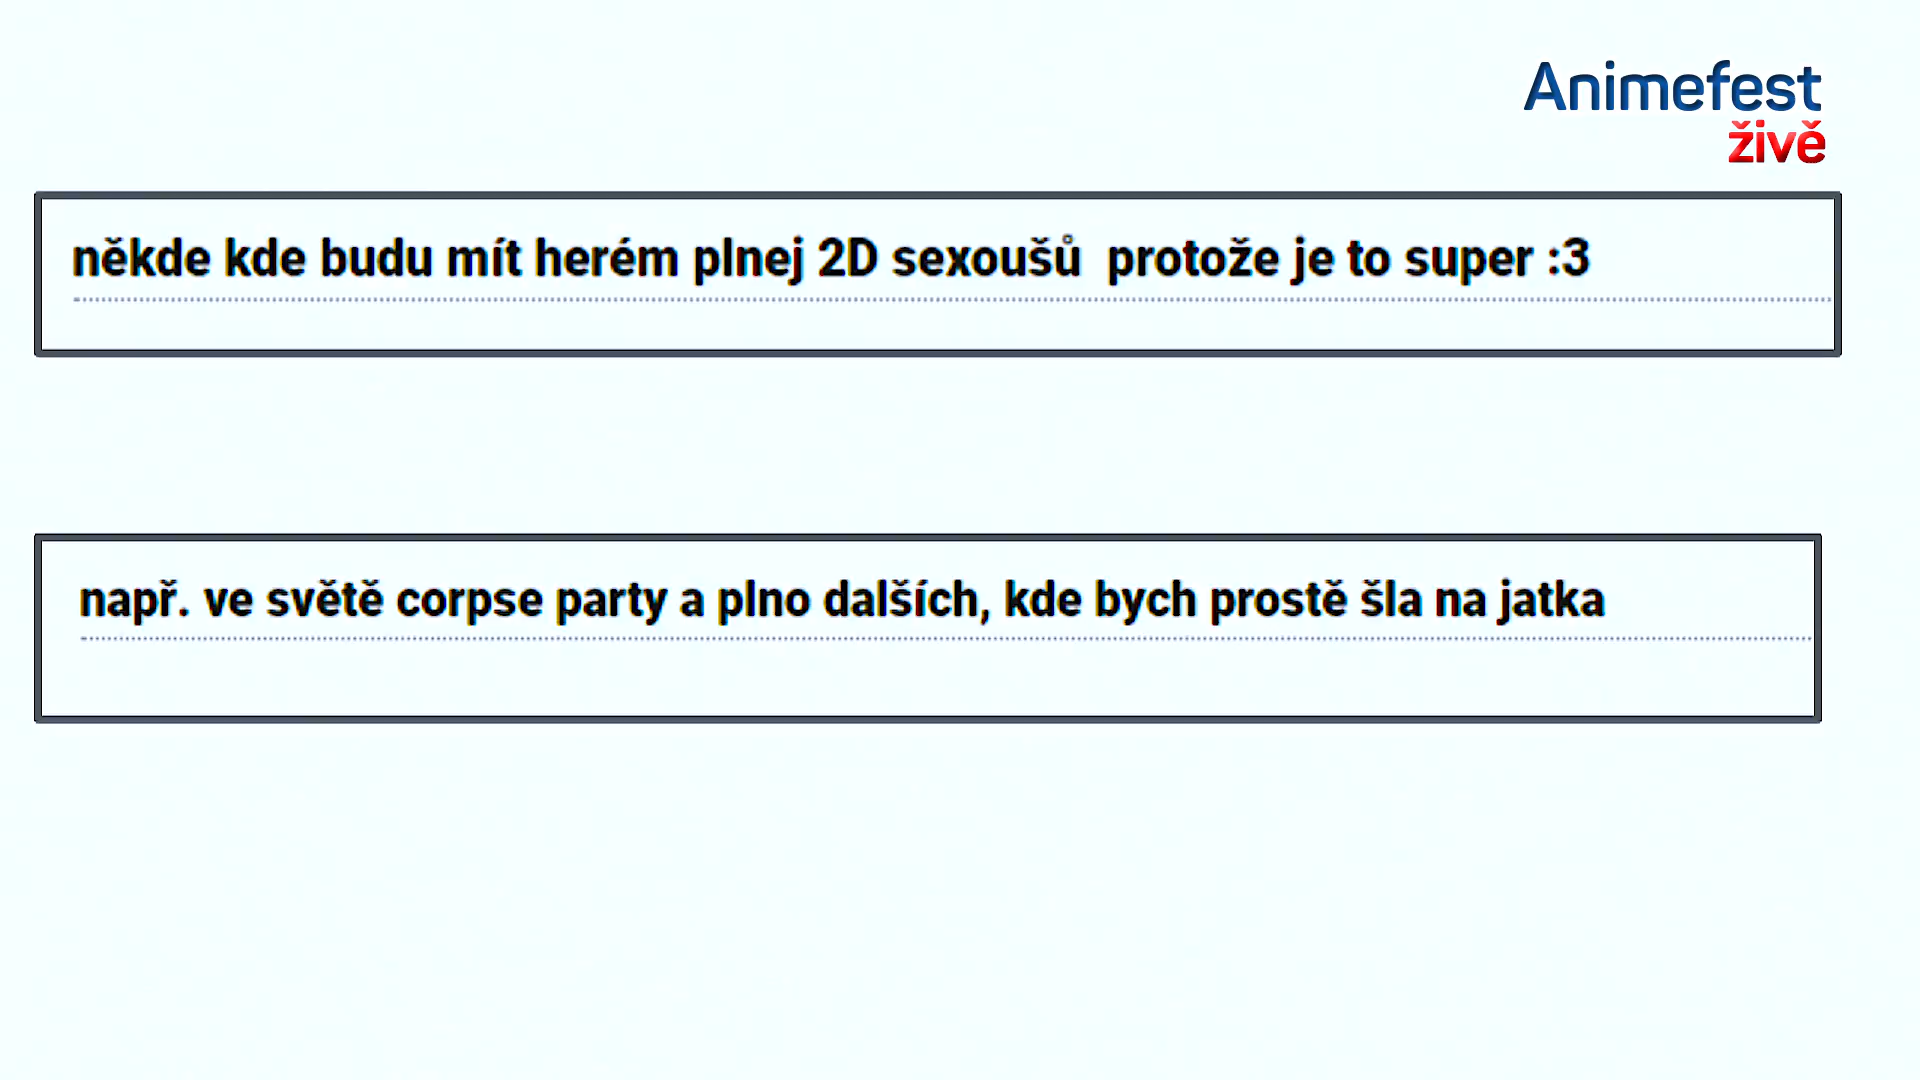 Animefest
živě
někde kde budu mít herém plnej 2D sexoušů  protože je to super :3
např. ve světě corpse party a plno dalších, kde bych prostě šla na jatka